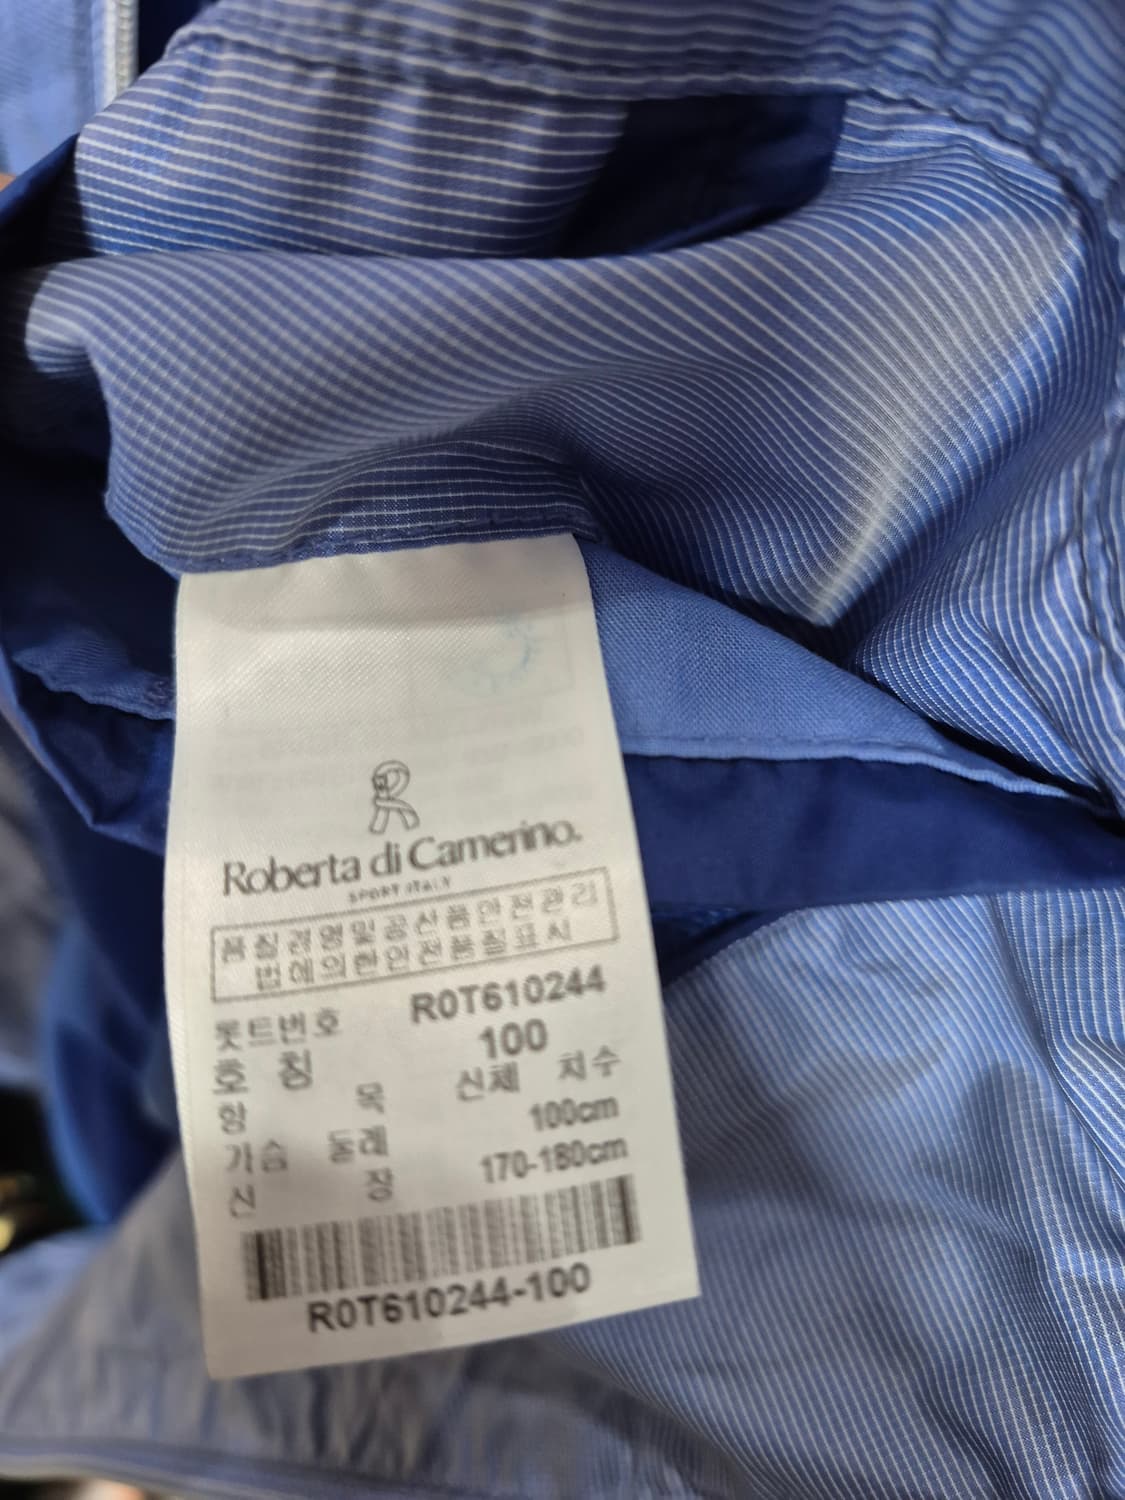 Roberta di Camerino.
SPORT ITALY
품질경영및공산품안전관리
법에의한안전품질표시
롯트번호 R0T610244
호 칭 100
항 목 신체 치수
가슴 둘레 100cm
신 장 170-180cm
R0T610244-100